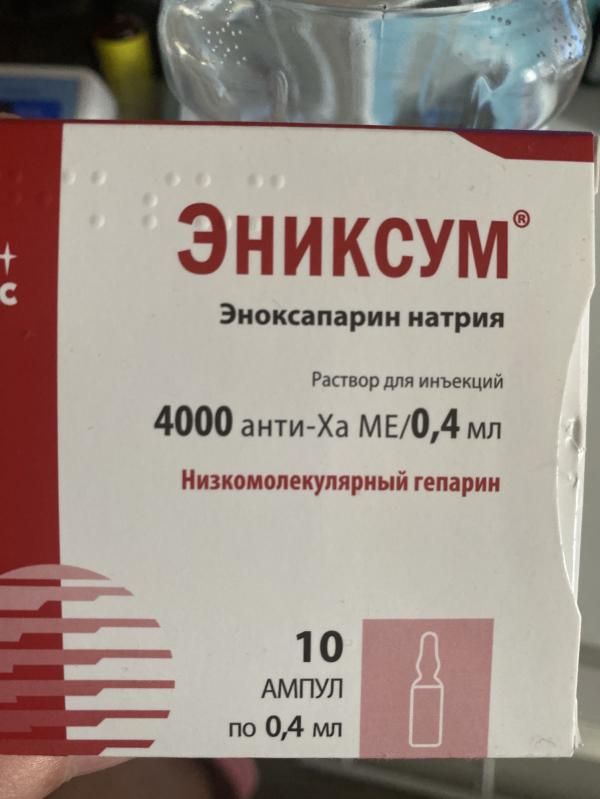 ЭНИКСУМ®
Эноксапарин натрия
Раствор для инъекций
4000 анти-Ха МЕ/0,4 мл
Низкомолекулярный гепарин
10
АМПУЛ
по 0,4 мл